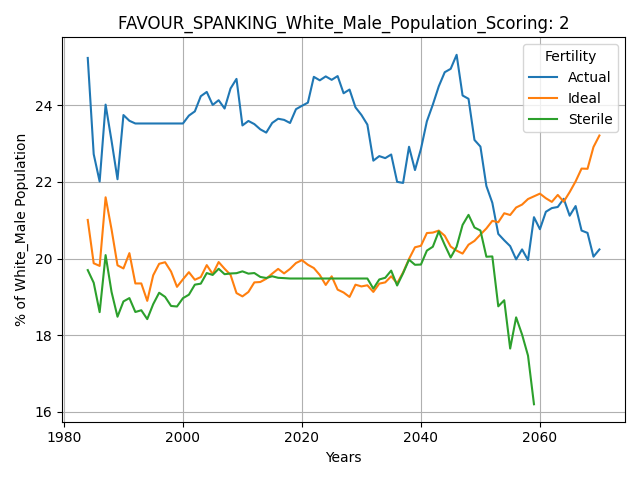 FAVOUR_SPANKING_White_Male_Population_Scoring: 2
% of White_Male Population
24
22
20
18
16
Fertility
Actual
Ideal
Sterile
1980
2000
2020
2040
2060
Years